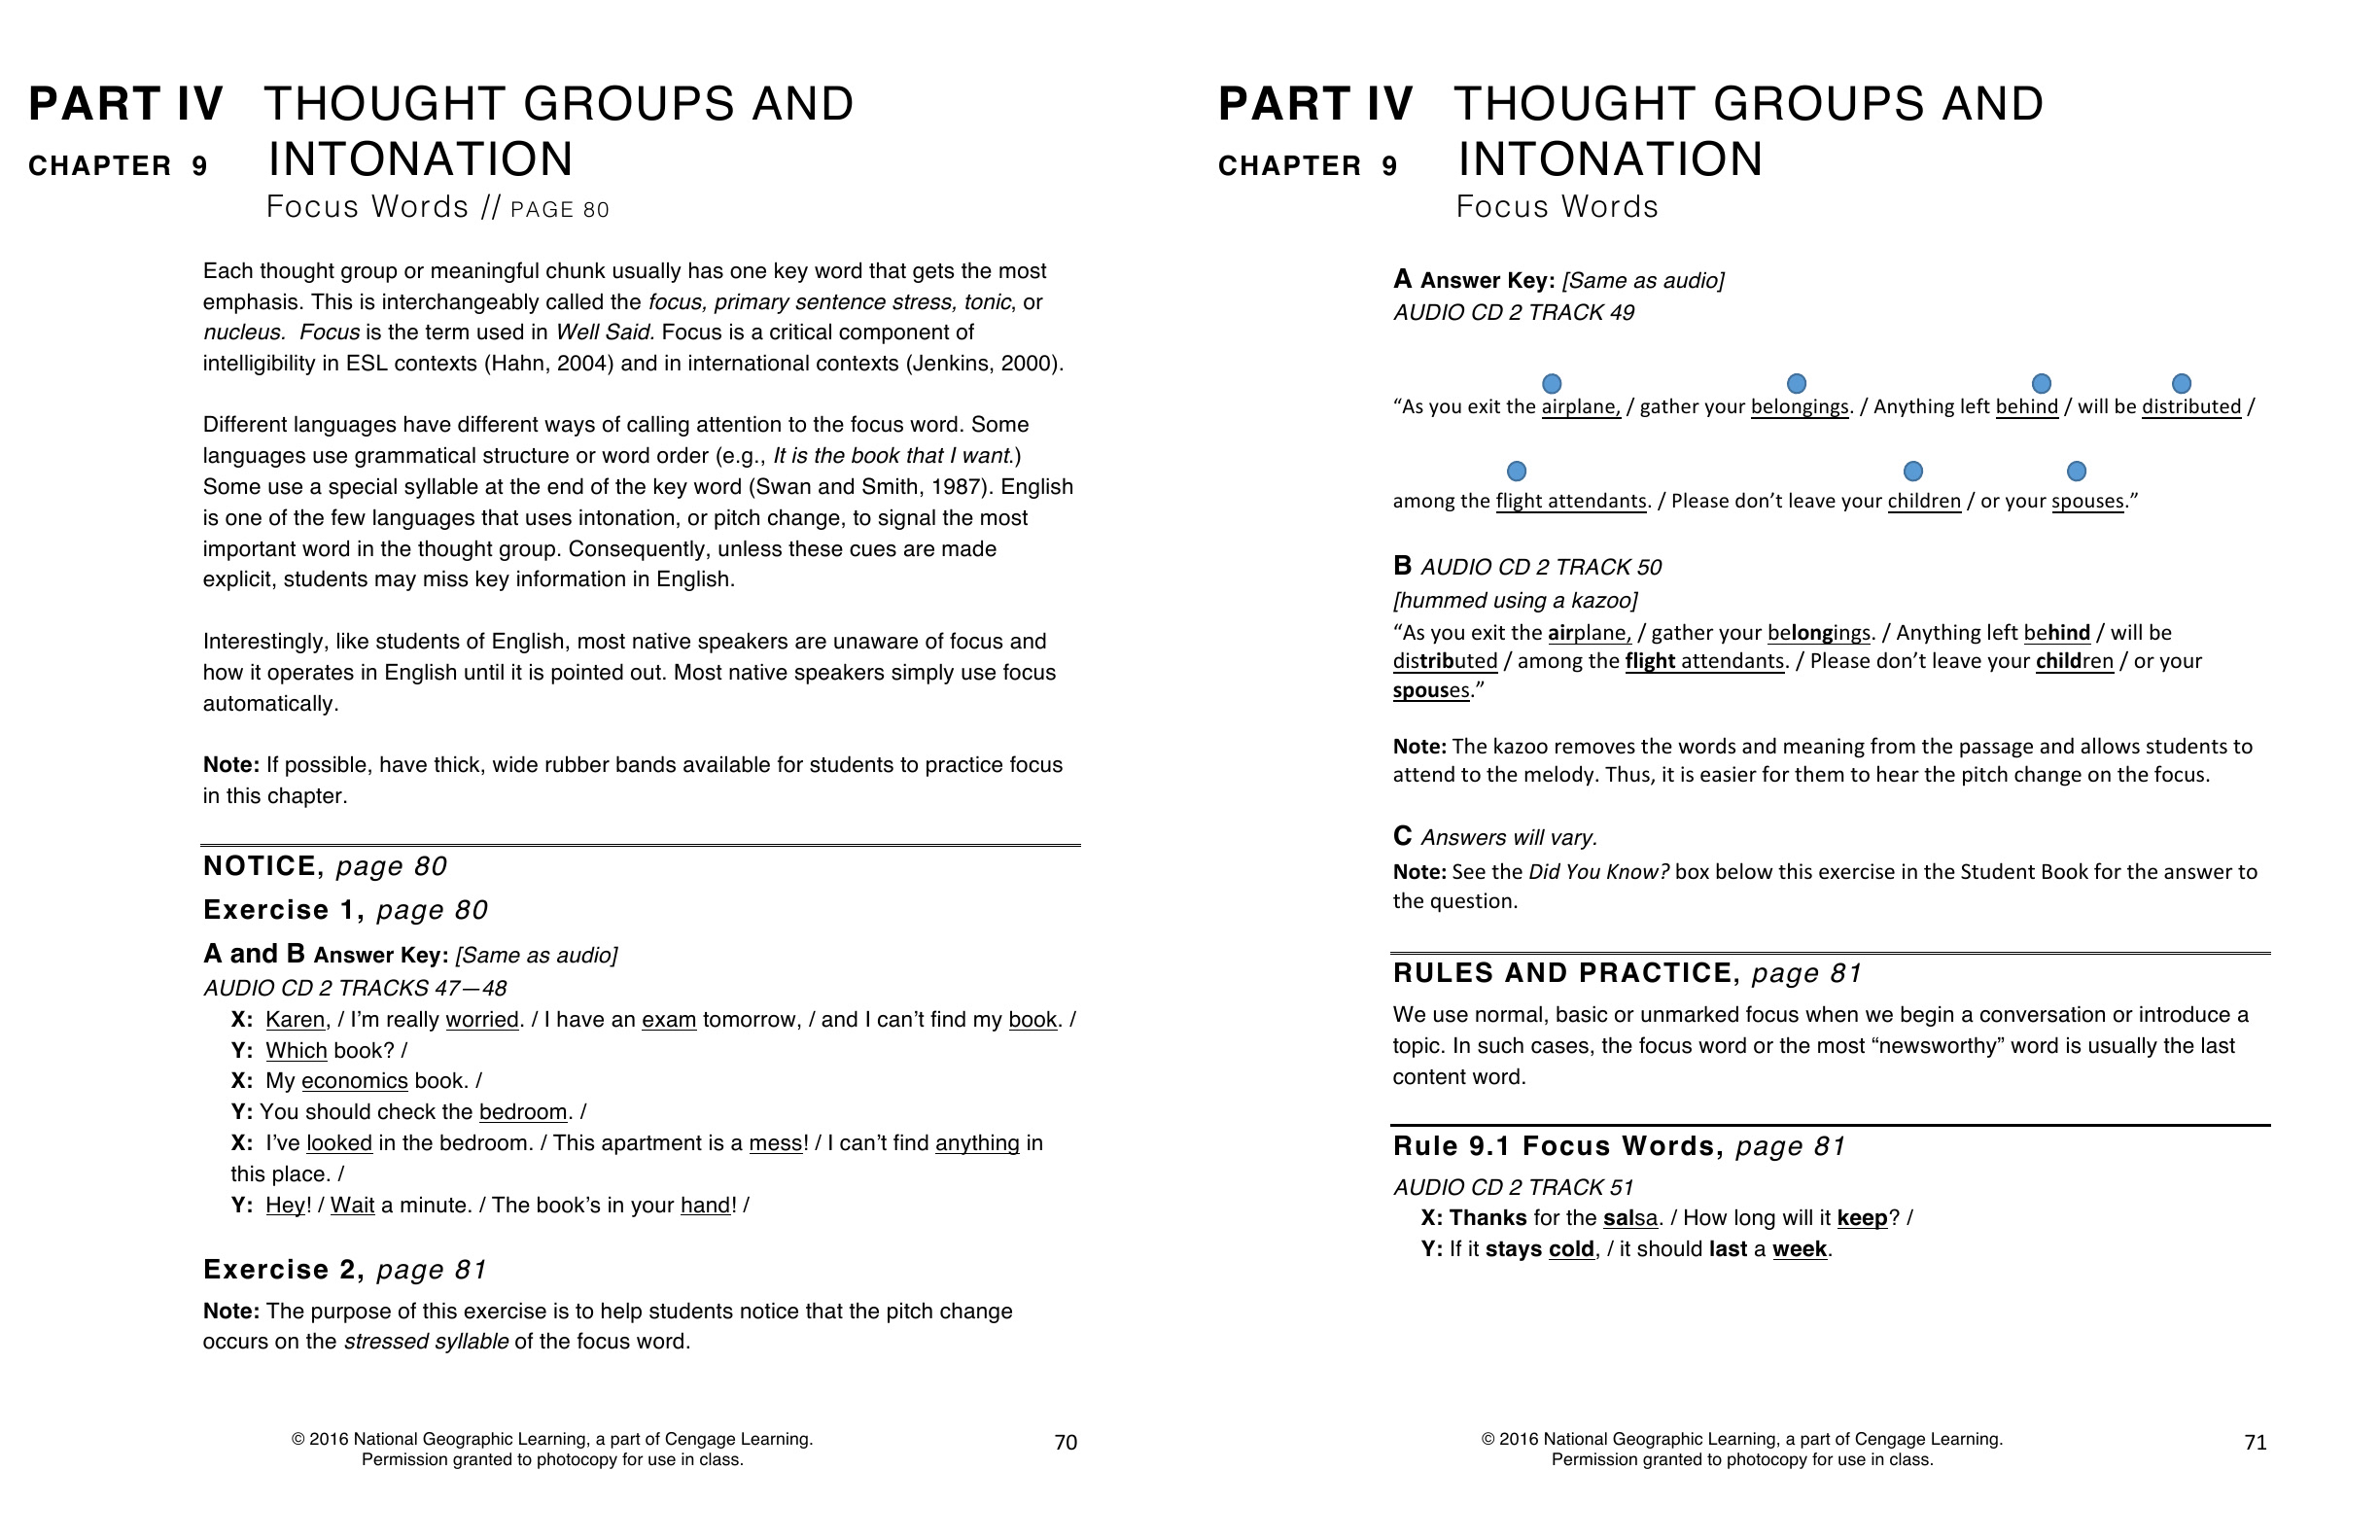 PART IV THOUGHT GROUPS AND
CHAPTER 9 INTONATION
Focus Words // PAGE 80
Each thought group or meaningful chunk usually has one key word that gets the most
emphasis. This is interchangeably called the focus, primary sentence stress, tonic, or
nucleus. Focus is the term used in Well Said. Focus is a critical component of
intelligibility in ESL contexts (Hahn, 2004) and in international contexts (Jenkins, 2000).
Different languages have different ways of calling attention to the focus word. Some
languages use grammatical structure or word order (e.g., It is the book that I want.)
Some use a special syllable at the end of the key word (Swan and Smith, 1987). English
is one of the few languages that uses intonation, or pitch change, to signal the most
important word in the thought group. Consequently, unless these cues are made
explicit, students may miss key information in English.
Interestingly, like students of English, most native speakers are unaware of focus and
how it operates in English until it is pointed out. Most native speakers simply use focus
automatically.
Note: If possible, have thick, wide rubber bands available for students to practice focus
in this chapter.
NOTICE, page 80
Exercise 1, page 80
A and B Answer Key: [Same as audio]
AUDIO CD 2 TRACKS 47—48
X: Karen, / I’m really worried. / I have an exam tomorrow, / and I can’t find my book. /
Y: Which book? /
X: My economics book. /
Y: You should check the bedroom. /
X: I’ve looked in the bedroom. / This apartment is a mess! / I can’t find anything in
this place. /
Y: Hey! / Wait a minute. / The book’s in your hand! /
Exercise 2, page 81
Note: The purpose of this exercise is to help students notice that the pitch change
occurs on the stressed syllable of the focus word.
© 2016 National Geographic Learning, a part of Cengage Learning.
Permission granted to photocopy for use in class.
70
PART IV THOUGHT GROUPS AND
CHAPTER 9 INTONATION
Focus Words
A Answer Key: [Same as audio]
AUDIO CD 2 TRACK 49
“As you exit the airplane, / gather your belongings. / Anything left behind / will be distributed /
among the flight attendants. / Please don’t leave your children / or your spouses.”
B AUDIO CD 2 TRACK 50
[hummed using a kazoo]
“As you exit the airplane, / gather your belongings. / Anything left behind / will be
distributed / among the flight attendants. / Please don’t leave your children / or your
spouses.”
Note: The kazoo removes the words and meaning from the passage and allows students to
attend to the melody. Thus, it is easier for them to hear the pitch change on the focus.
C Answers will vary.
Note: See the Did You Know? box below this exercise in the Student Book for the answer to
the question.
RULES AND PRACTICE, page 81
We use normal, basic or unmarked focus when we begin a conversation or introduce a
topic. In such cases, the focus word or the most “newsworthy” word is usually the last
content word.
Rule 9.1 Focus Words, page 81
AUDIO CD 2 TRACK 51
X: Thanks for the salsa. / How long will it keep? /
Y: If it stays cold, / it should last a week.
© 2016 National Geographic Learning, a part of Cengage Learning.
Permission granted to photocopy for use in class.
71